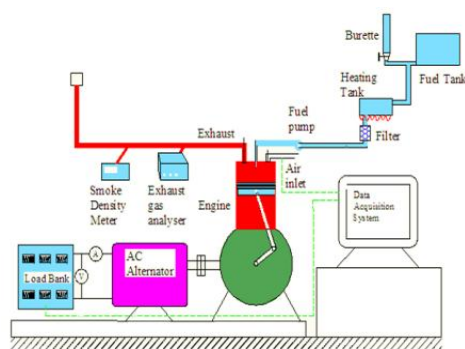 Burette
Fuel Tank
Heating
Tank
Fuel
pump
Filter
Exhaust
Air
inlet
Smoke
Density
Meter
Exhaust
gas
analyser
Engine
Data
Acquisition
System
AC
Alternator
A
V
Load Bank